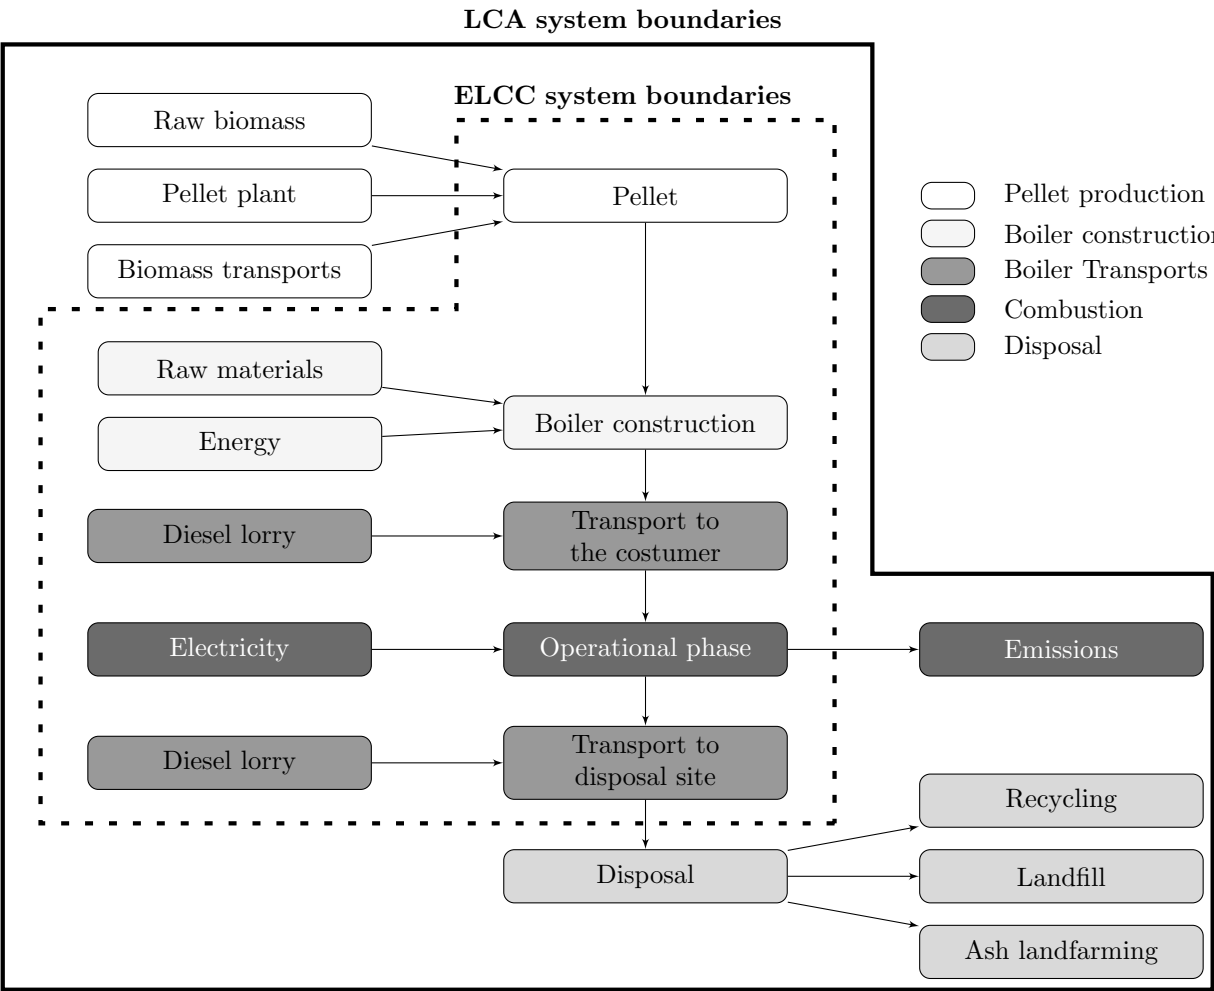 LCA system boundaries
ELCC system boundaries
Raw biomass
Pellet plant
Biomass transports
Pellet
Pellet production
Boiler construction
Boiler Transports
Combustion
Disposal
Raw materials
Energy
Boiler construction
Diesel lorry
Transport to
the costumer
Electricity
Operational phase
Emissions
Diesel lorry
Transport to
disposal site
Disposal
Recycling
Landfill
Ash landfarming